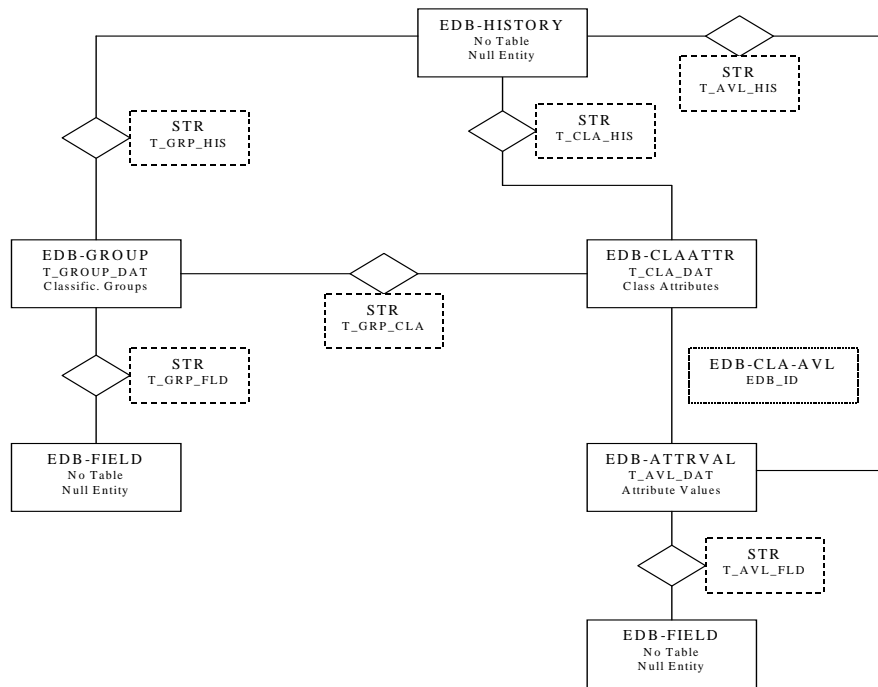 EDB-HISTORY
No Table
Null Entity
STR
T_AVL_HIS
STR
T_GRP_HIS
STR
T_CLA_HIS
EDB-GROUP
T_GROUP_DAT
Classific. Groups
EDB-CLAATTR
T_CLA_DAT
Class Attributes
STR
T_GRP_CLA
STR
T_GRP_FLD
EDB-CLA-AVL
EDB_ID
EDB-FIELD
No Table
Null Entity
EDB-ATTRVAL
T_AVL_DAT
Attribute Values
STR
T_AVL_FLD
EDB-FIELD
No Table
Null Entity